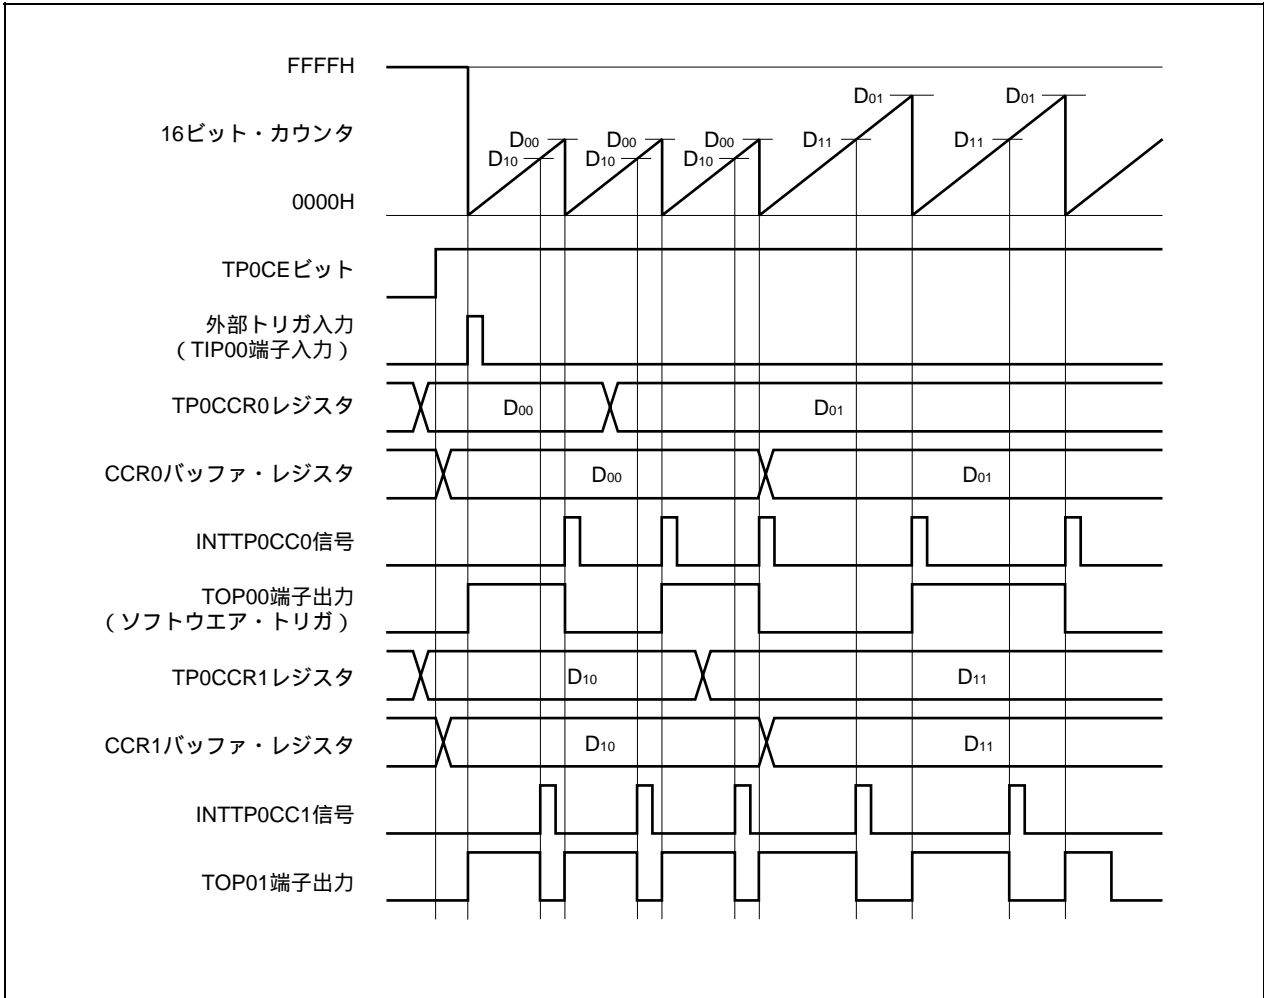 FFFFH
D01 D01
16ビット・カウンタ
D00 D00 D00 D11 D11
D10 D10 D10
0000H
TP0CEビット
外部トリガ入力
（TIP00端子入力）
TP0CCR0レジスタ
D00 D01
CCR0バッファ・レジスタ
D00 D01
INTTP0CC0信号
TOP00端子出力
（ソフトウエア・トリガ）
TP0CCR1レジスタ
D10 D11
CCR1バッファ・レジスタ
D10 D11
INTTP0CC1信号
TOP01端子出力